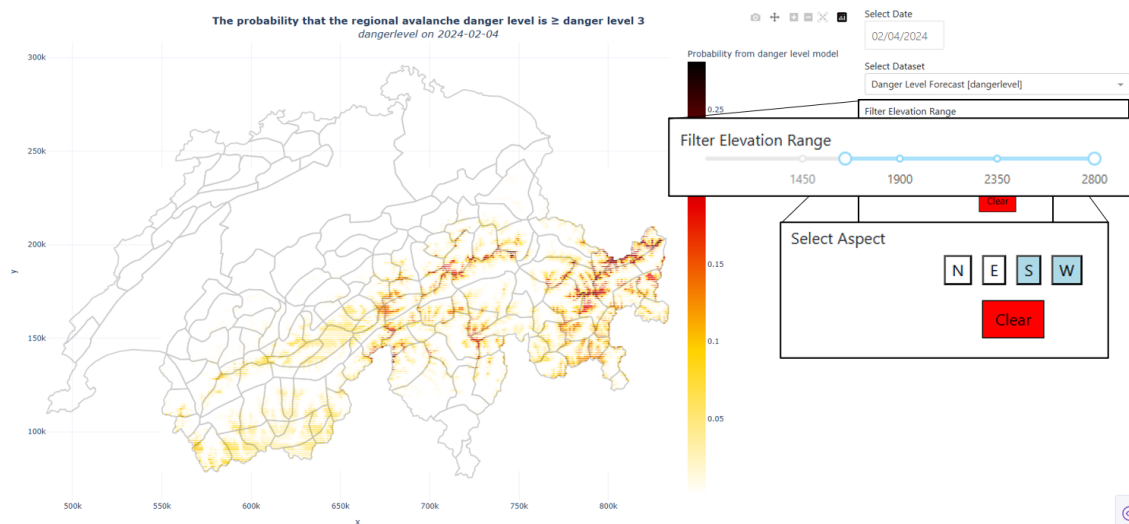 The probability that the regional avalanche danger level is ≥ danger level 3
dangerlevel on 2024-02-04
Select Date
02/04/2024
Select Dataset
Danger Level Forecast [dangerlevel]
Filter Elevation Range
Probability from danger level model
0.25
0.15
0.1
0.05
Filter Elevation Range
1450
1900
2350
2800
Clear
Select Aspect
N E S W
Clear
300k
250k
200k
150k
100k
y
500k
550k
600k
650k
700k
750k
800k
x